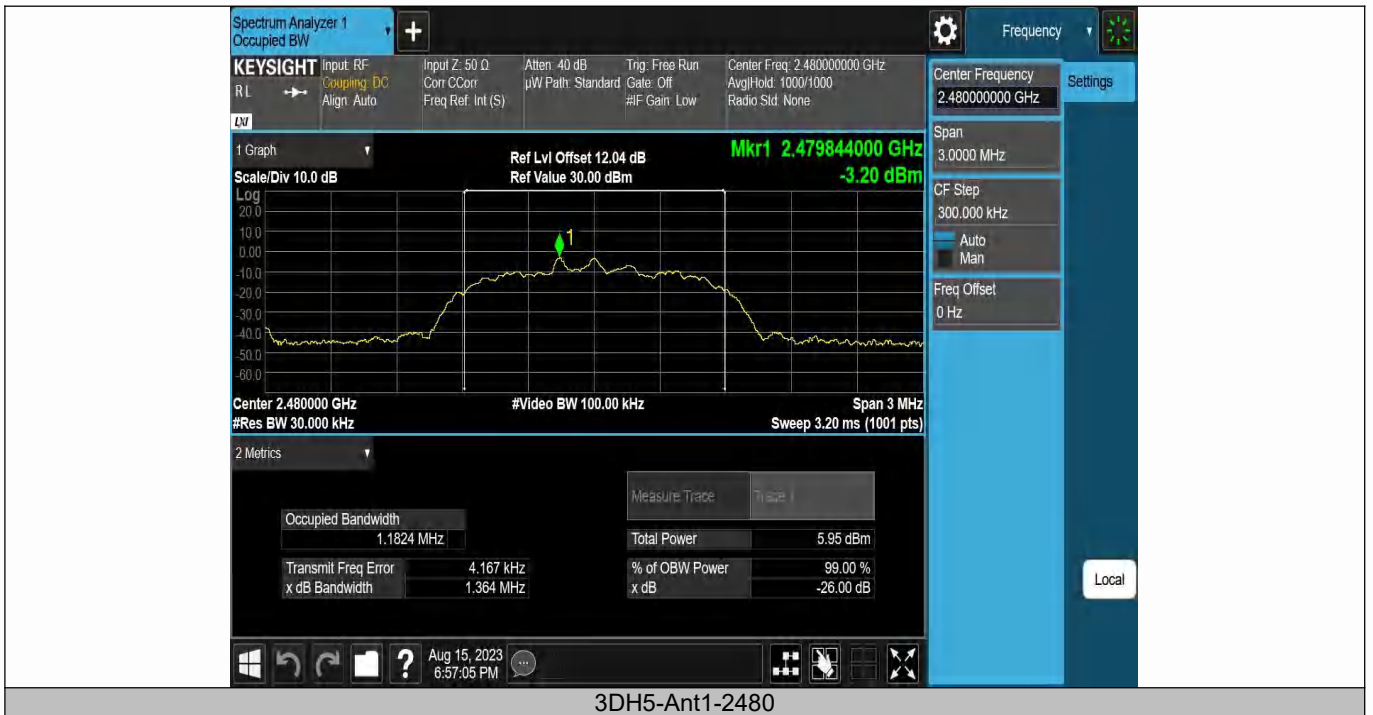 Spectrum Analyzer 1
Occupied BW
+
Frequency
KEYSIGHT
R L
LXI
Input: RF
Coupling: DC
Align: Auto
Input Z: 50 Ω
Corr CCorr
Freq Ref: Int (S)
Atten: 40 dB
µW Path: Standard
Trig: Free Run
Gate: Off
#IF Gain: Low
Center Freq: 2.480000000 GHz
Avg|Hold: 1000/1000
Radio Std: None
Center Frequency
2.480000000 GHz
Settings
Span
3.0000 MHz
CF Step
300.000 kHz
Auto
Man
Freq Offset
0 Hz
Local
1 Graph
Scale/Div 10.0 dB
Ref Lvl Offset 12.04 dB
Ref Value 30.00 dBm
Mkr1 2.479844000 GHz
-3.20 dBm
Log
20.0
10.0
0.00
-10.0
-20.0
-30.0
-40.0
-50.0
-60.0
1
Center 2.480000 GHz
#Res BW 30.000 kHz
#Video BW 100.00 kHz
Span 3 MHz
Sweep 3.20 ms (1001 pts)
2 Metrics
Measure Trace Trace 1
Occupied Bandwidth
1.1824 MHz
Total Power 5.95 dBm
Transmit Freq Error 4.167 kHz
% of OBW Power 99.00 %
x dB Bandwidth 1.364 MHz
x dB -26.00 dB
?
Aug 15, 2023
6:57:05 PM
3DH5-Ant1-2480